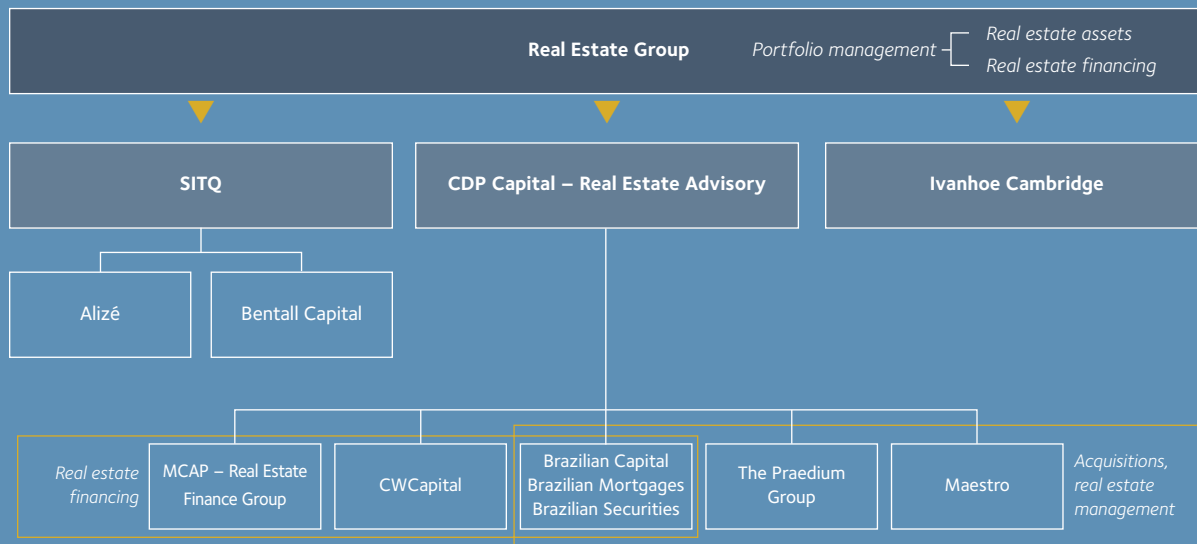 Real Estate Group
Portfolio management
Real estate assets
Real estate financing
SITQ
CDP Capital – Real Estate Advisory
Ivanhoe Cambridge
Alizé
Bentall Capital
Real estate
financing
MCAP – Real Estate
Finance Group
CWCapital
Brazilian Capital
Brazilian Mortgages
Brazilian Securities
The Praedium
Group
Maestro
Acquisitions,
real estate
management